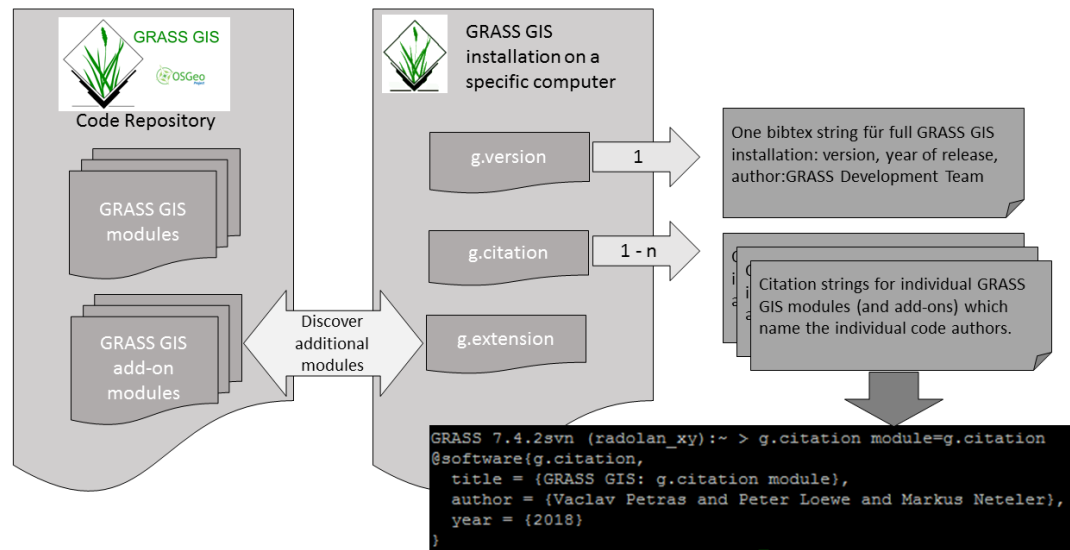 GRASS GIS
OSGeo
Project
Code Repository
GRASS GIS
modules
GRASS GIS
add-on
modules
Discover
additional
modules
GRASS GIS
installation on a
specific computer
g.version
1
One bibtex string für full GRASS GIS
installation: version, year of release,
author:GRASS Development Team
g.citation
1 - n
Citation strings for individual GRASS
GIS modules (and add-ons) which
name the individual code authors.
g.extension
GRASS 7.4.2svn (radolan_xy):~ > g.citation module=g.citation
@software{g.citation,
  title = {GRASS GIS: g.citation module},
  author = {Vaclav Petras and Peter Loewe and Markus Neteler},
  year = {2018}
}